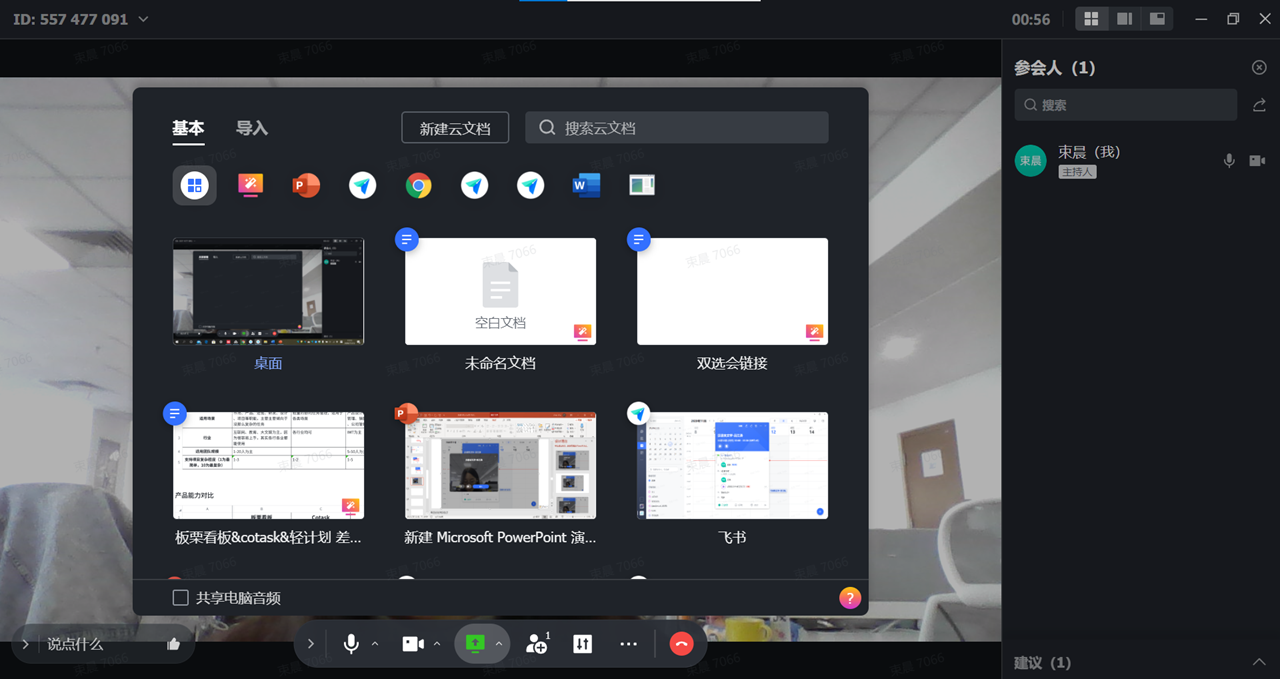 ID: 557 477 091
00:56
基本
导入
新建云文档
搜索云文档
桌面
空白文档
未命名文档
双选会链接
产品能力对比
板栗看板&cotask&轻计划 差...
新建 Microsoft PowerPoint 演...
飞书
共享电脑音频
说点什么
1
参会人（1）
搜索
束晨
束晨（我）
主持人
建议（1）
束晨 7066